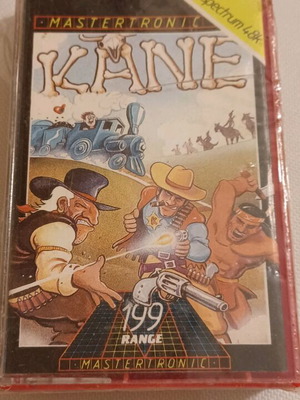 MASTERTRONIC
spectrum 48k
KANE
199
RANGE
MASTERTRONIC